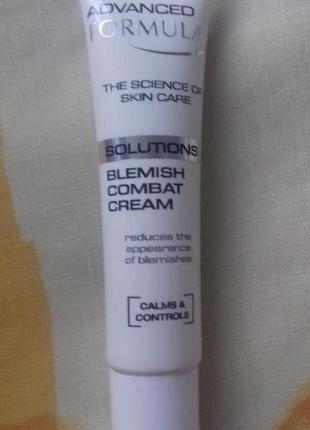 ADVANCED
FORMULA
THE SCIENCE OF
SKIN CARE
SOLUTIONS
BLEMISH
COMBAT
CREAM
reduces the
appearance
of blemishes
CALMS &
CONTROLS